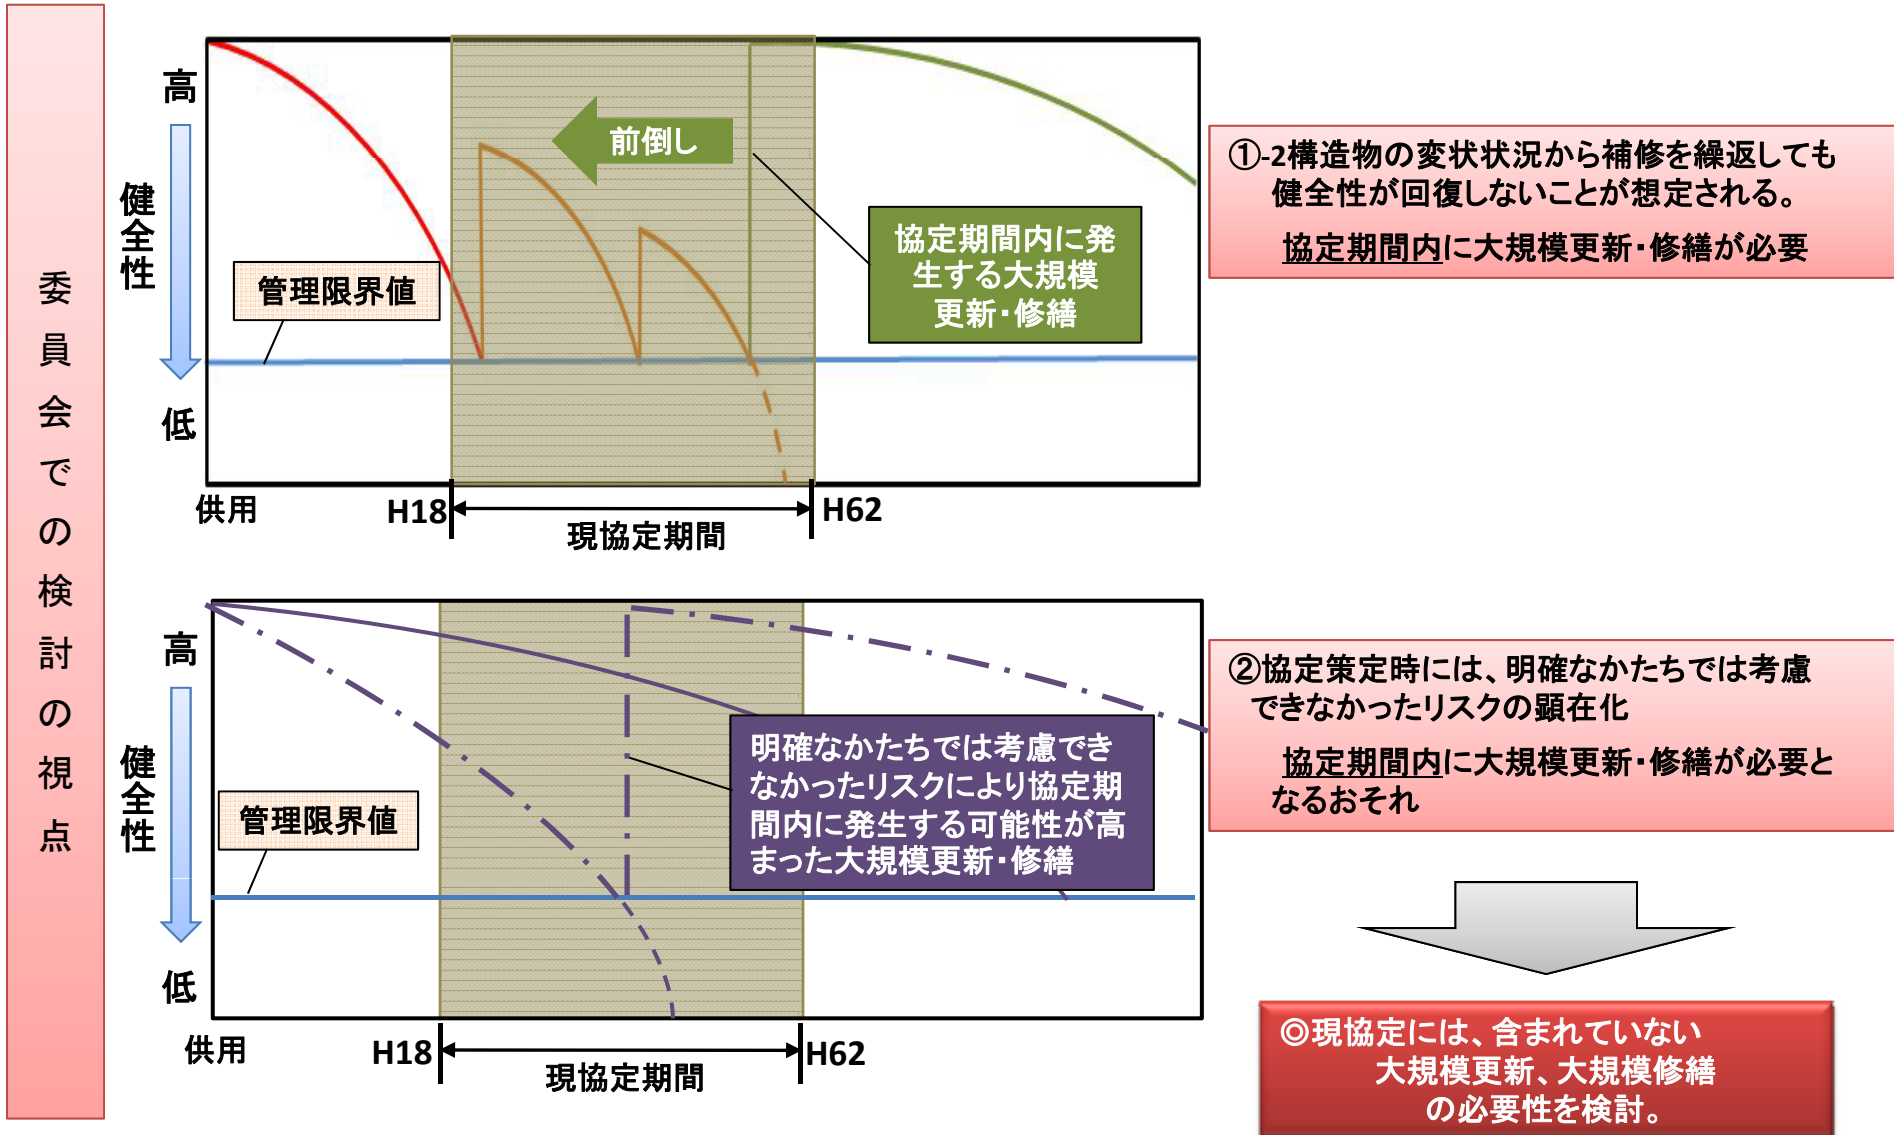 委員会での検討の視点
高
健全性
低
管理限界値
前倒し
協定期間内に発
生する大規模
更新・修繕
供用
H18
現協定期間
H62
①-2構造物の変状状況から補修を繰返しても
健全性が回復しないことが想定される。
協定期間内に大規模更新・修繕が必要
高
健全性
低
管理限界値
明確なかたちでは考慮でき
なかったリスクにより協定期
間内に発生する可能性が高
まった大規模更新・修繕
供用
H18
現協定期間
H62
②協定策定時には、明確なかたちでは考慮
できなかったリスクの顕在化
協定期間内に大規模更新・修繕が必要と
なるおそれ
◎現協定には、含まれていない
大規模更新、大規模修繕
の必要性を検討。